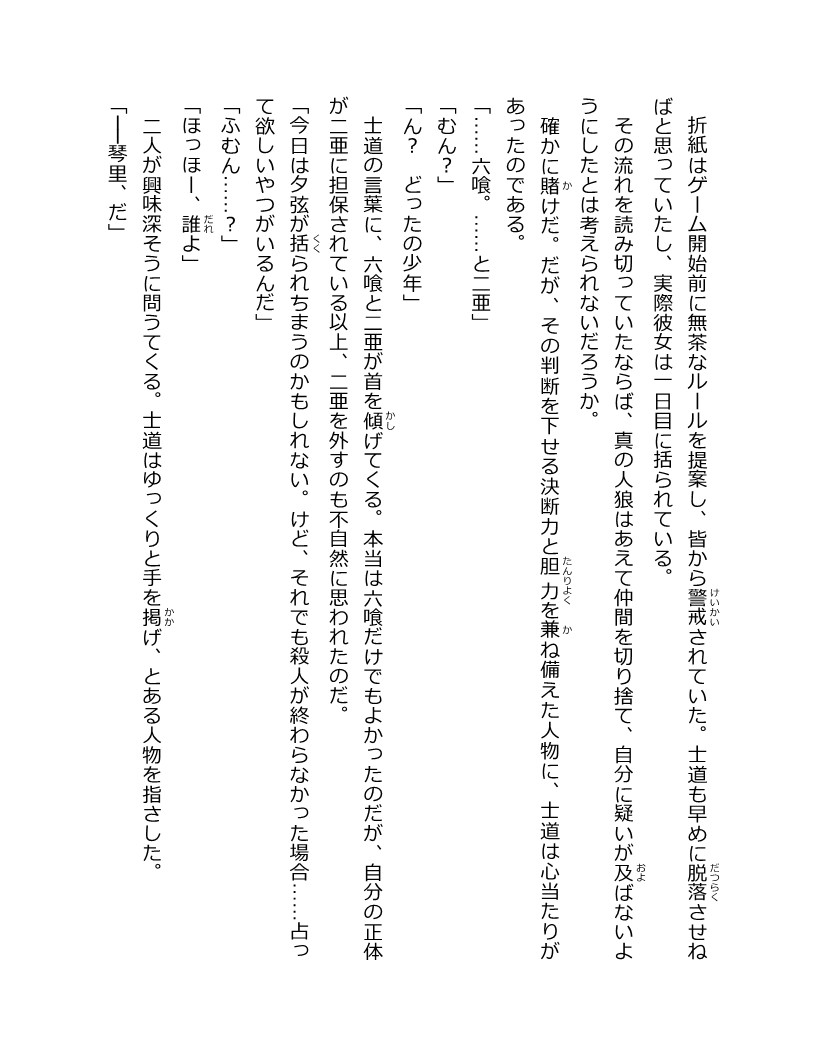 折紙はゲーム開始前に無茶なルールを提案し、皆から警戒されていた。士道も早めに脱落させね
ばと思っていたし、実際彼女は一日目に括られている。
　その流れを読み切っていたならば、真の人狼はあえて仲間を切り捨て、自分に疑いが及ばないよ
うにしたとは考えられないだろうか。
　確かに賭けだ。だが、その判断を下せる決断力と胆力を兼ね備えた人物に、士道は心当たりが
あったのである。
「……六喰。……と二亜」
「むん？」
「ん？　どったの少年」
　士道の言葉に、六喰と二亜が首を傾げてくる。本当は六喰だけでもよかったのだが、自分の正体
が二亜に担保されている以上、二亜を外すのも不自然に思われたのだ。
「今日は夕弦が括られちまうのかもしれない。けど、それでも殺人が終わらなかった場合……占っ
て欲しいやつがいるんだ」
「ふむん……？」
「ほっほー、誰よ」
　二人が興味深そうに問うてくる。士道はゆっくりと手を掲げ、とある人物を指さした。
「──琴里、だ」